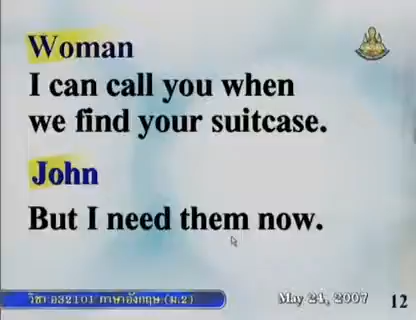 Woman
I can call you when
we find your suitcase.
John
But I need them now.
วิชา อ32101 ภาษาอังกฤษ (ม.2)
May 24, 2007
12